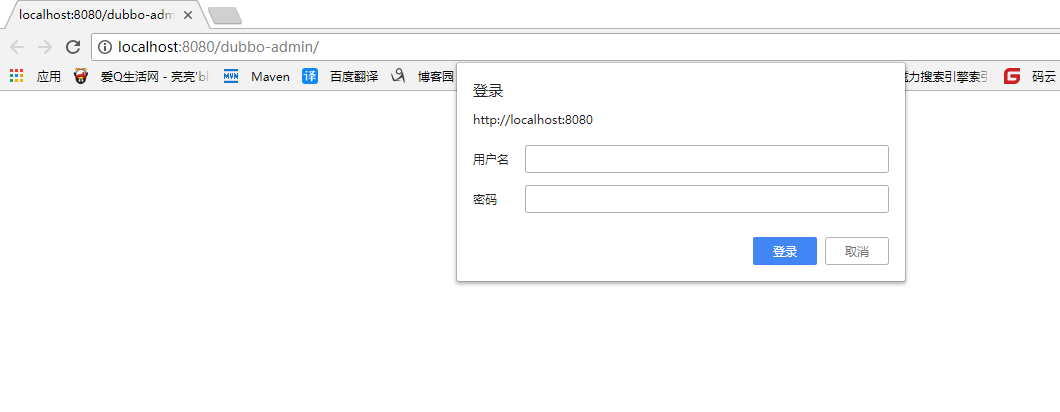 localhost:8080/dubbo-adm
localhost:8080/dubbo-admin/
应用 爱Q生活网 - 亮亮'bl MVN Maven 译 百度翻译 博客园 力搜索引擎索引 G 码云
登录
http://localhost:8080
用户名
密码
登录 取消